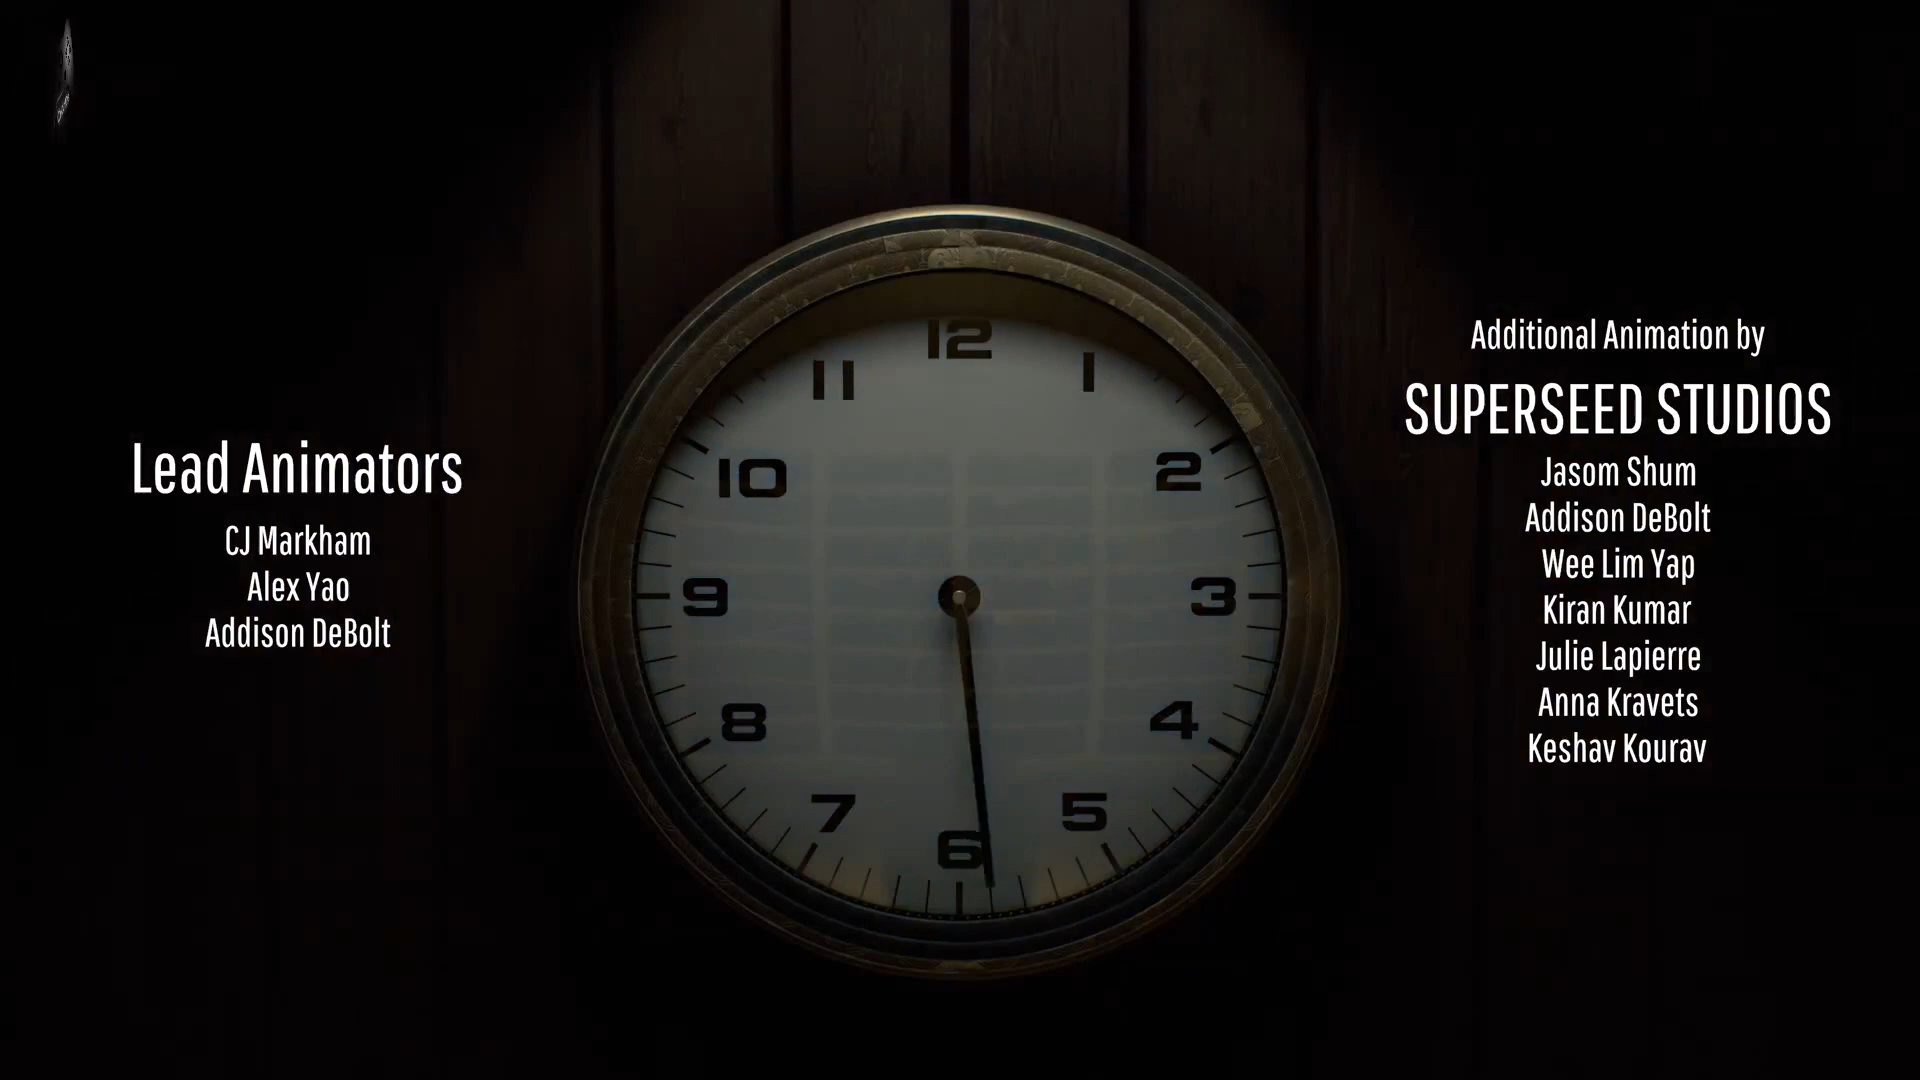 Lead Animators
CJ Markham
Alex Yao
Addison DeBolt
12
11
1
10
2
9
3
8
4
7
5
6
Additional Animation by
SUPERSEED STUDIOS
Jasom Shum
Addison DeBolt
Wee Lim Yap
Kiran Kumar
Julie Lapierre
Anna Kravets
Keshav Kourav